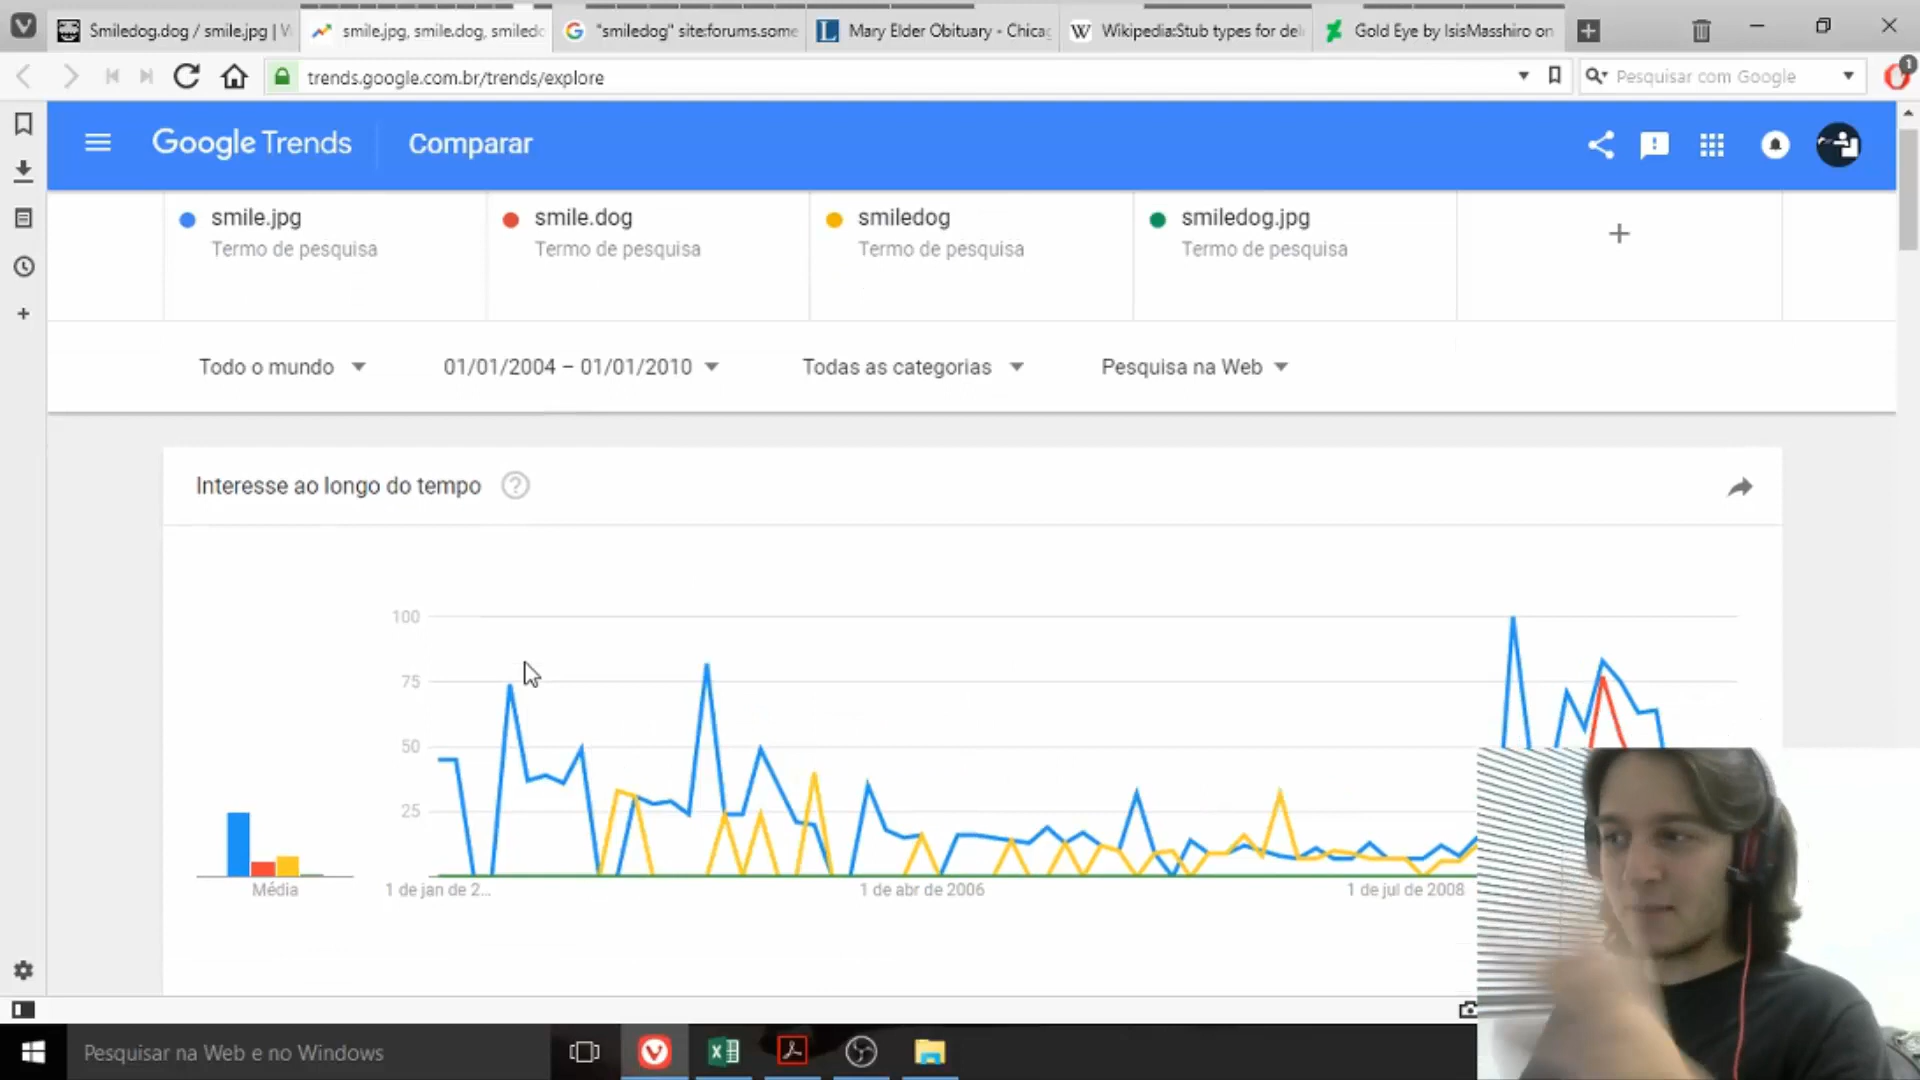 Smiledog.dog / smile.jpg |
smile.jpg, smile.dog, smiledo
"smiledog" site:forums.some
Mary Elder Obituary - Chicag
Wikipedia:Stub types for del
Gold Eye by IsisMasshiro on
trends.google.com.br/trends/explore
Pesquisar com Google
1
Google Trends
Comparar
smile.jpg
Termo de pesquisa
smile.dog
Termo de pesquisa
smiledog
Termo de pesquisa
smiledog.jpg
Termo de pesquisa
Todo o mundo
01/01/2004 – 01/01/2010
Todas as categorias
Pesquisa na Web
Interesse ao longo do tempo
100
75
50
25
Média
1 de jan de 2...
1 de abr de 2006
1 de jul de 2008
Pesquisar na Web e no Windows